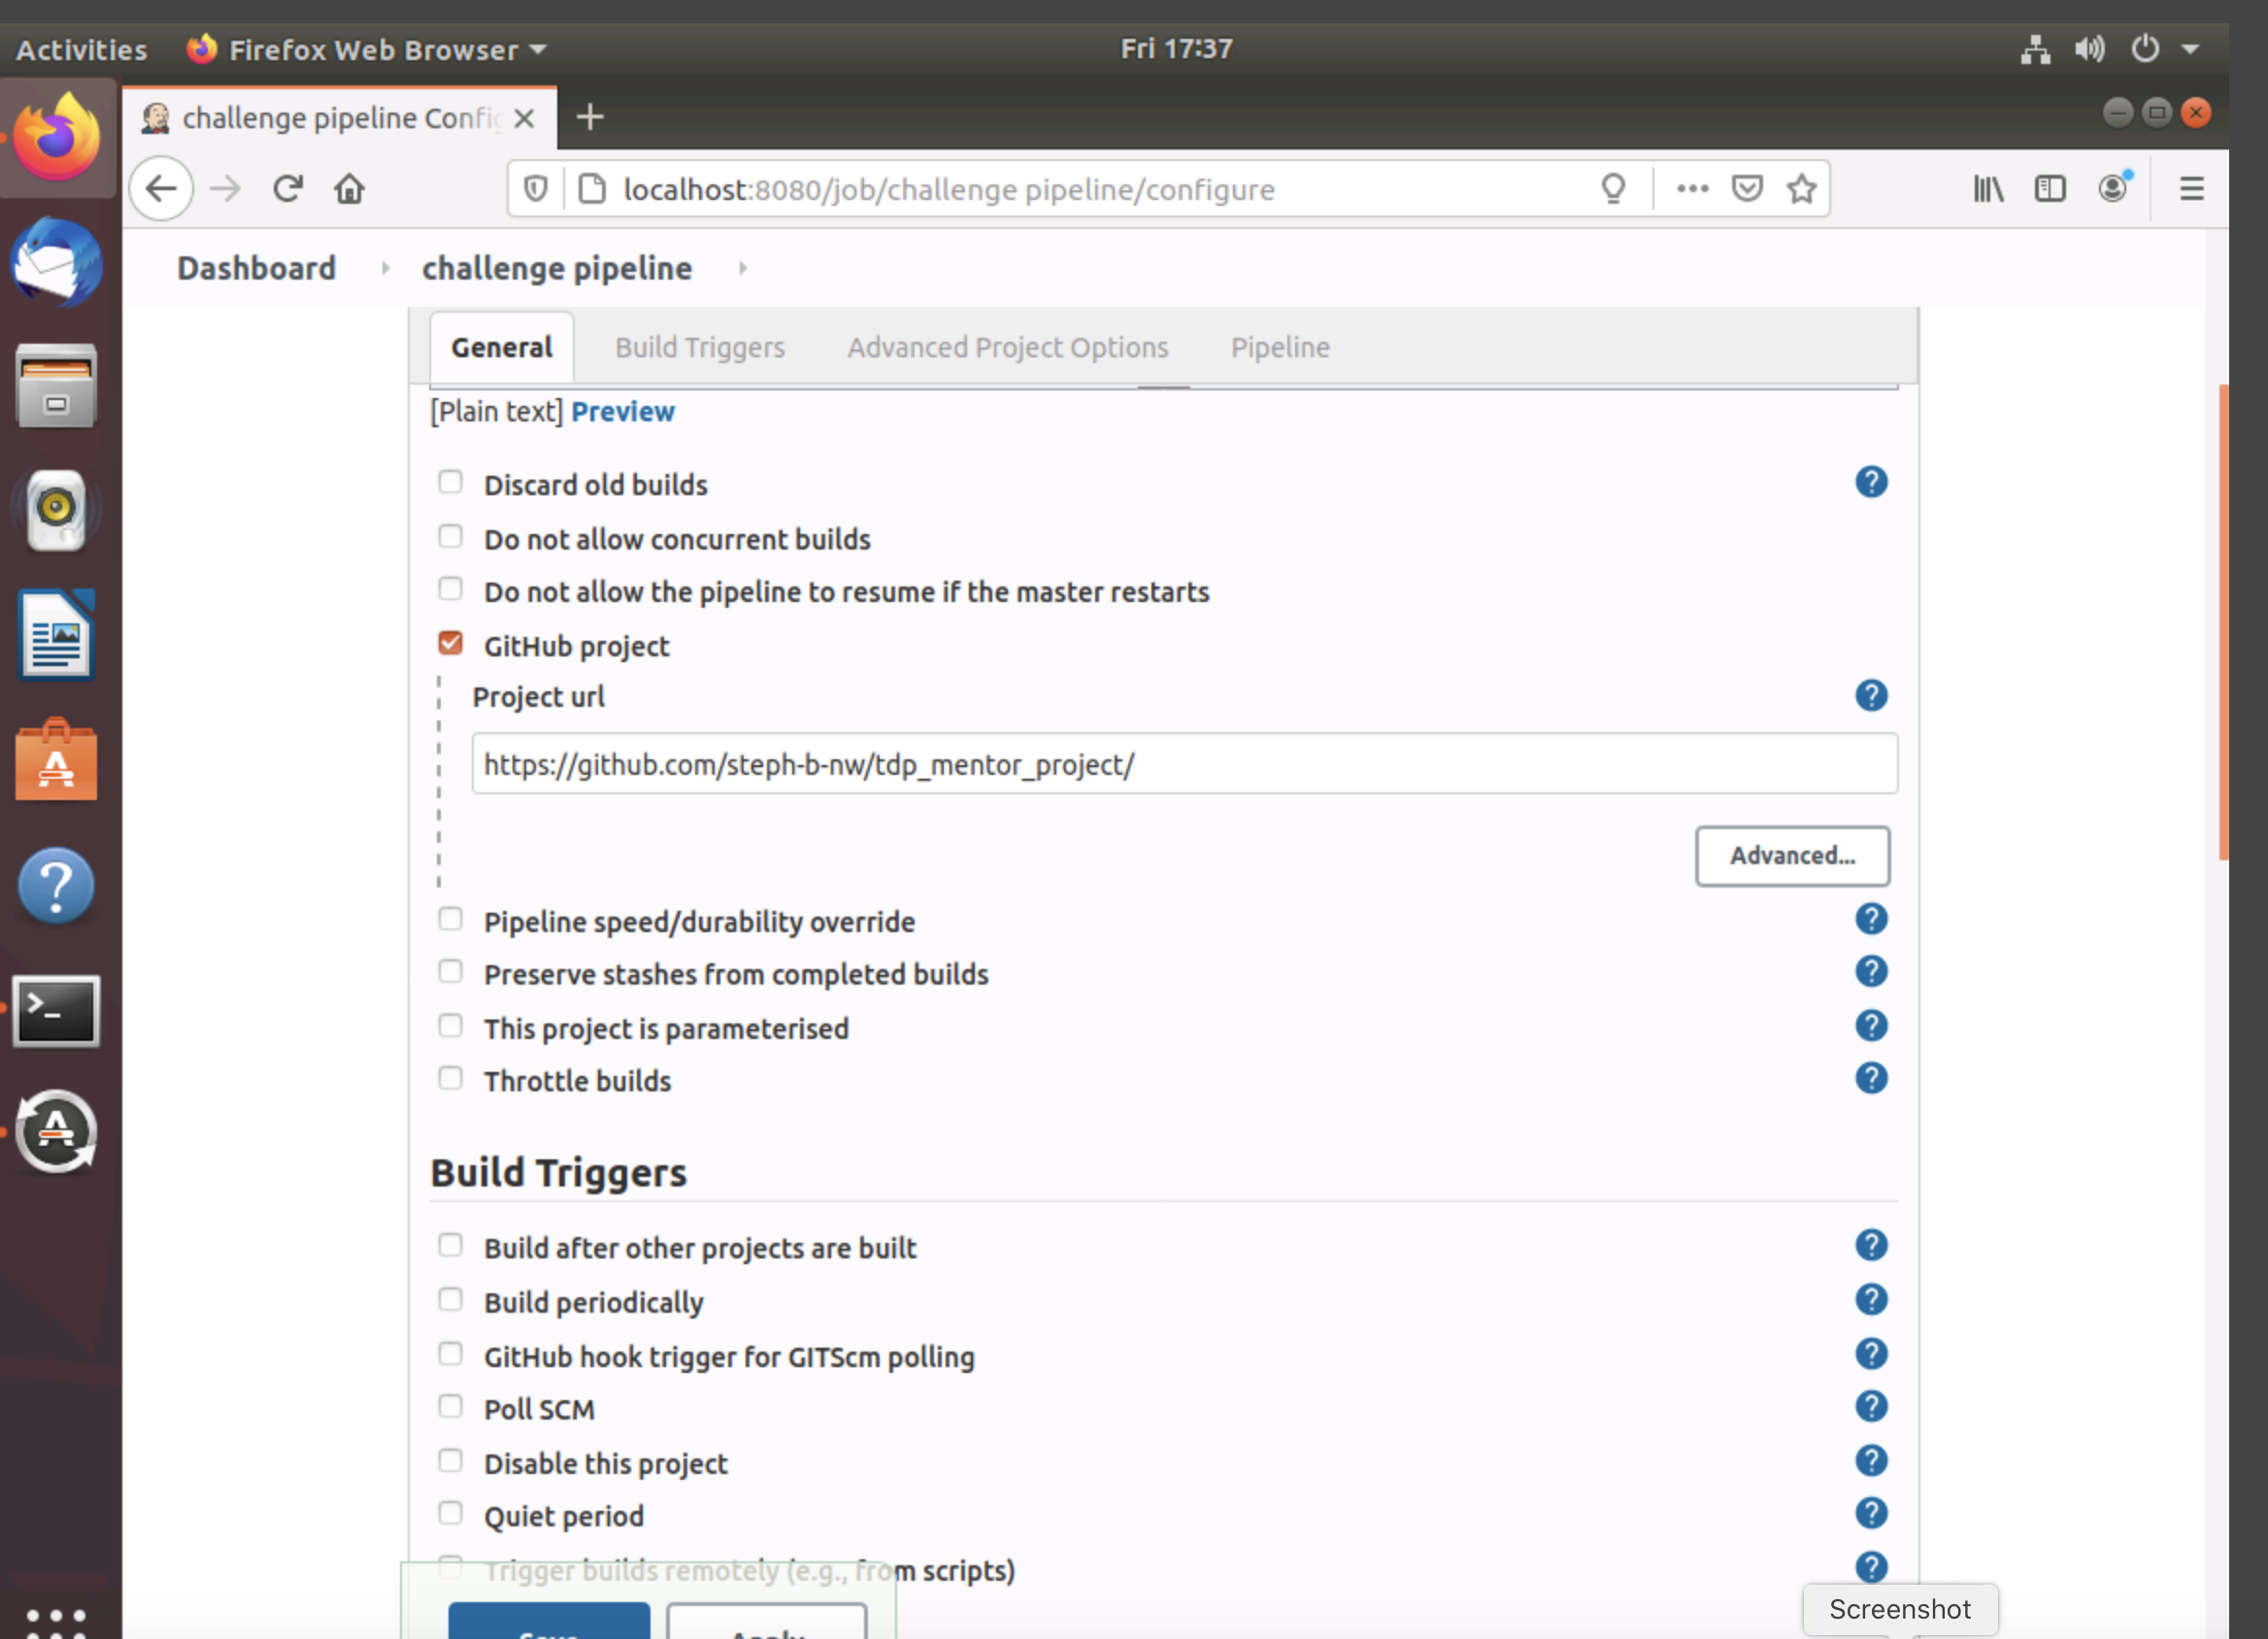 Activities Firefox Web Browser Fri 17:37
challenge pipeline Config
localhost:8080/job/challenge pipeline/configure
Dashboard challenge pipeline
General Build Triggers Advanced Project Options Pipeline
[Plain text] Preview
Discard old builds
Do not allow concurrent builds
Do not allow the pipeline to resume if the master restarts
GitHub project
Project url
https://github.com/steph-b-nw/tdp_mentor_project/
Advanced...
Pipeline speed/durability override
Preserve stashes from completed builds
This project is parameterised
Throttle builds
Build Triggers
Build after other projects are built
Build periodically
GitHub hook trigger for GITScm polling
Poll SCM
Disable this project
Quiet period
Trigger builds remotely (e.g., from scripts)
Screenshot
Save Apply